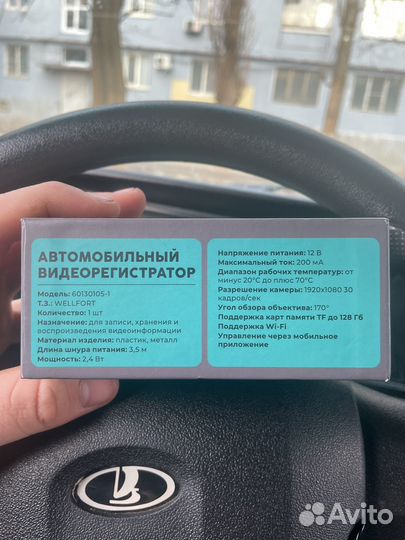 АВТОМОБИЛЬНЫЙ
ВИДЕОРЕГИСТРАТОР
Модель: 60130105-1
Т.З.: WELLFORT
Количество: 1 шт
Назначение: для записи, хранения и
воспроизведения видеоинформации
Материал изделия: пластик, металл
Длина шнура питания: 3,5 м
Мощность: 2,4 Вт
Напряжение питания: 12 В
Максимальный ток: 200 мА
Диапазон рабочих температур: от
минус 20°C до плюс 70°C
Разрешение камеры: 1920x1080 30
кадров/сек
Угол обзора объектива: 170°
Поддержка карт памяти TF до 128 Гб
Поддержка Wi-Fi
Управление через мобильное
приложение
Avito